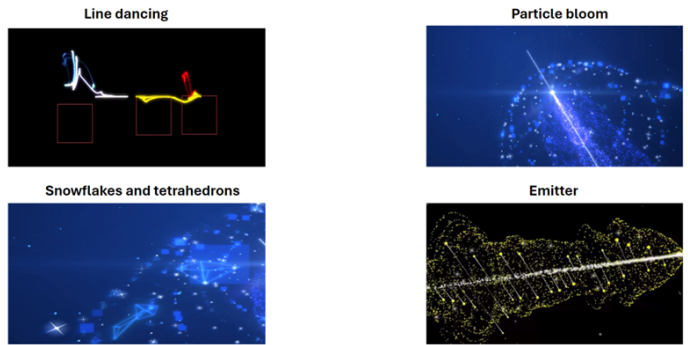 Line dancing
Particle bloom
Snowflakes and tetrahedrons
Emitter